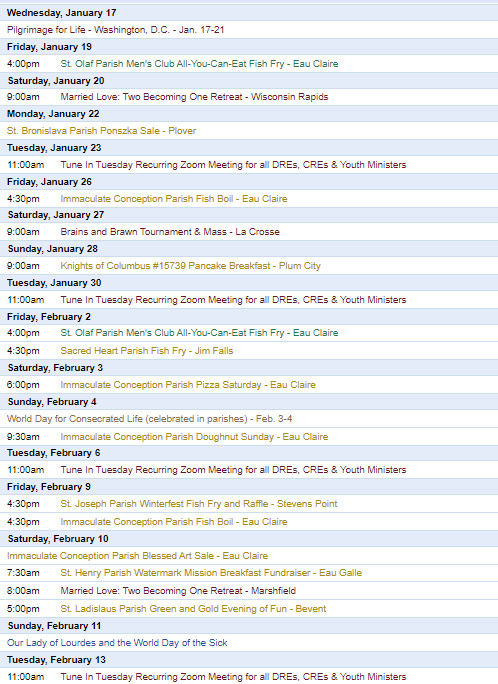 Wednesday, January 17
Pilgrimage for Life - Washington, D.C. - Jan. 17-21
Friday, January 19
4:00pm St. Olaf Parish Men's Club All-You-Can-Eat Fish Fry - Eau Claire
Saturday, January 20
9:00am Married Love: Two Becoming One Retreat - Wisconsin Rapids
Monday, January 22
St. Bronislava Parish Ponszka Sale - Plover
Tuesday, January 23
11:00am Tune In Tuesday Recurring Zoom Meeting for all DREs, CREs & Youth Ministers
Friday, January 26
4:30pm Immaculate Conception Parish Fish Boil - Eau Claire
Saturday, January 27
9:00am Brains and Brawn Tournament & Mass - La Crosse
Sunday, January 28
9:00am Knights of Columbus #15739 Pancake Breakfast - Plum City
Tuesday, January 30
11:00am Tune In Tuesday Recurring Zoom Meeting for all DREs, CREs & Youth Ministers
Friday, February 2
4:00pm St. Olaf Parish Men's Club All-You-Can-Eat Fish Fry - Eau Claire
4:30pm Sacred Heart Parish Fish Fry - Jim Falls
Saturday, February 3
6:00pm Immaculate Conception Parish Pizza Saturday - Eau Claire
Sunday, February 4
World Day for Consecrated Life (celebrated in parishes) - Feb. 3-4
9:30am Immaculate Conception Parish Doughnut Sunday - Eau Claire
Tuesday, February 6
11:00am Tune In Tuesday Recurring Zoom Meeting for all DREs, CREs & Youth Ministers
Friday, February 9
4:30pm St. Joseph Parish Winterfest Fish Fry and Raffle - Stevens Point
4:30pm Immaculate Conception Parish Fish Boil - Eau Claire
Saturday, February 10
Immaculate Conception Parish Blessed Art Sale - Eau Claire
7:30am St. Henry Parish Watermark Mission Breakfast Fundraiser - Eau Galle
8:00am Married Love: Two Becoming One Retreat - Marshfield
5:00pm St. Ladislaus Parish Green and Gold Evening of Fun - Bevent
Sunday, February 11
Our Lady of Lourdes and the World Day of the Sick
Tuesday, February 13
11:00am Tune In Tuesday Recurring Zoom Meeting for all DREs, CREs & Youth Ministers